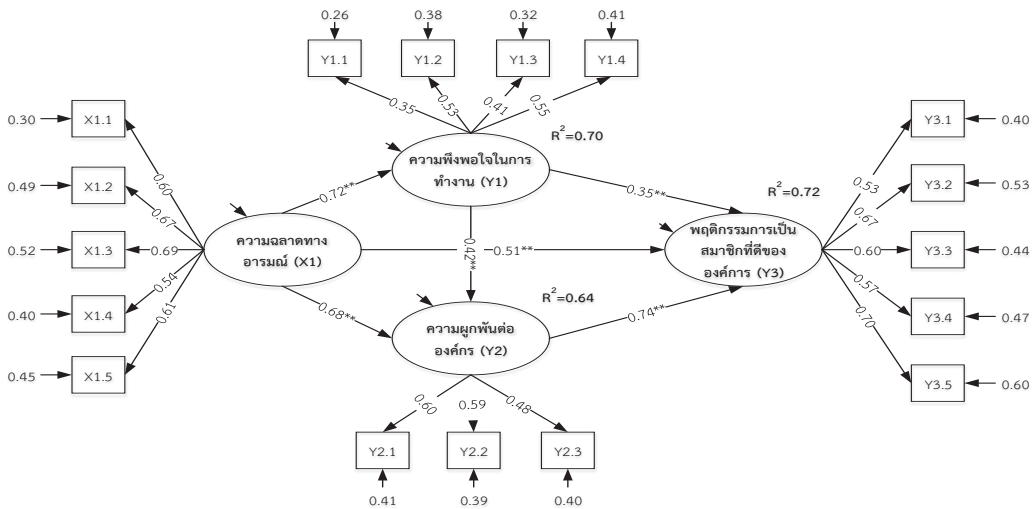 0.26
0.38
0.32
0.41
Y1.1
Y1.2
Y1.3
Y1.4
0.35
0.53
0.41
0.55
R²=0.70
ความพึงพอใจในการ
ทำงาน (Y1)
0.30
X1.1
0.49
X1.2
0.52
X1.3
0.40
X1.4
0.45
X1.5
0.60
0.67
0.69
0.54
0.61
ความฉลาดทาง
อารมณ์ (X1)
0.72**
0.42**
0.51**
0.68**
0.35**
0.74**
R²=0.72
พฤติกรรมการเป็น
สมาชิกที่ดีของ
องค์การ (Y3)
0.53
0.67
0.60
0.57
0.70
Y3.1
0.40
Y3.2
0.53
Y3.3
0.44
Y3.4
0.47
Y3.5
0.60
R²=0.64
ความผูกพันต่อ
องค์กร (Y2)
0.60
0.59
0.48
Y2.1
Y2.2
Y2.3
0.41
0.39
0.40